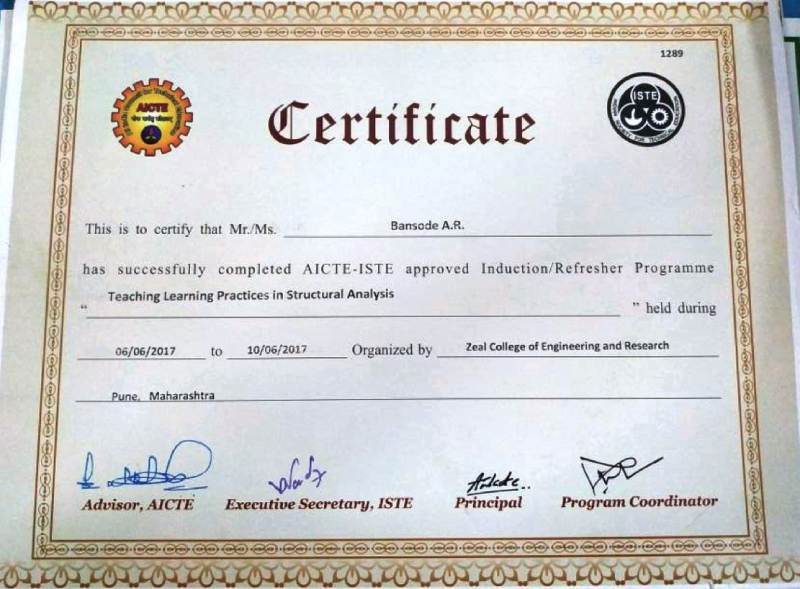 1289
AICTE
ISTE
Certificate
This is to certify that Mr./Ms. Bansode A.R.
has successfully completed AICTE-ISTE approved Induction/Refresher Programme
“ Teaching Learning Practices in Structural Analysis ” held during
06/06/2017 to 10/06/2017 Organized by Zeal College of Engineering and Research
Pune, Maharashtra
Advisor, AICTE Executive Secretary, ISTE Principal Program Coordinator